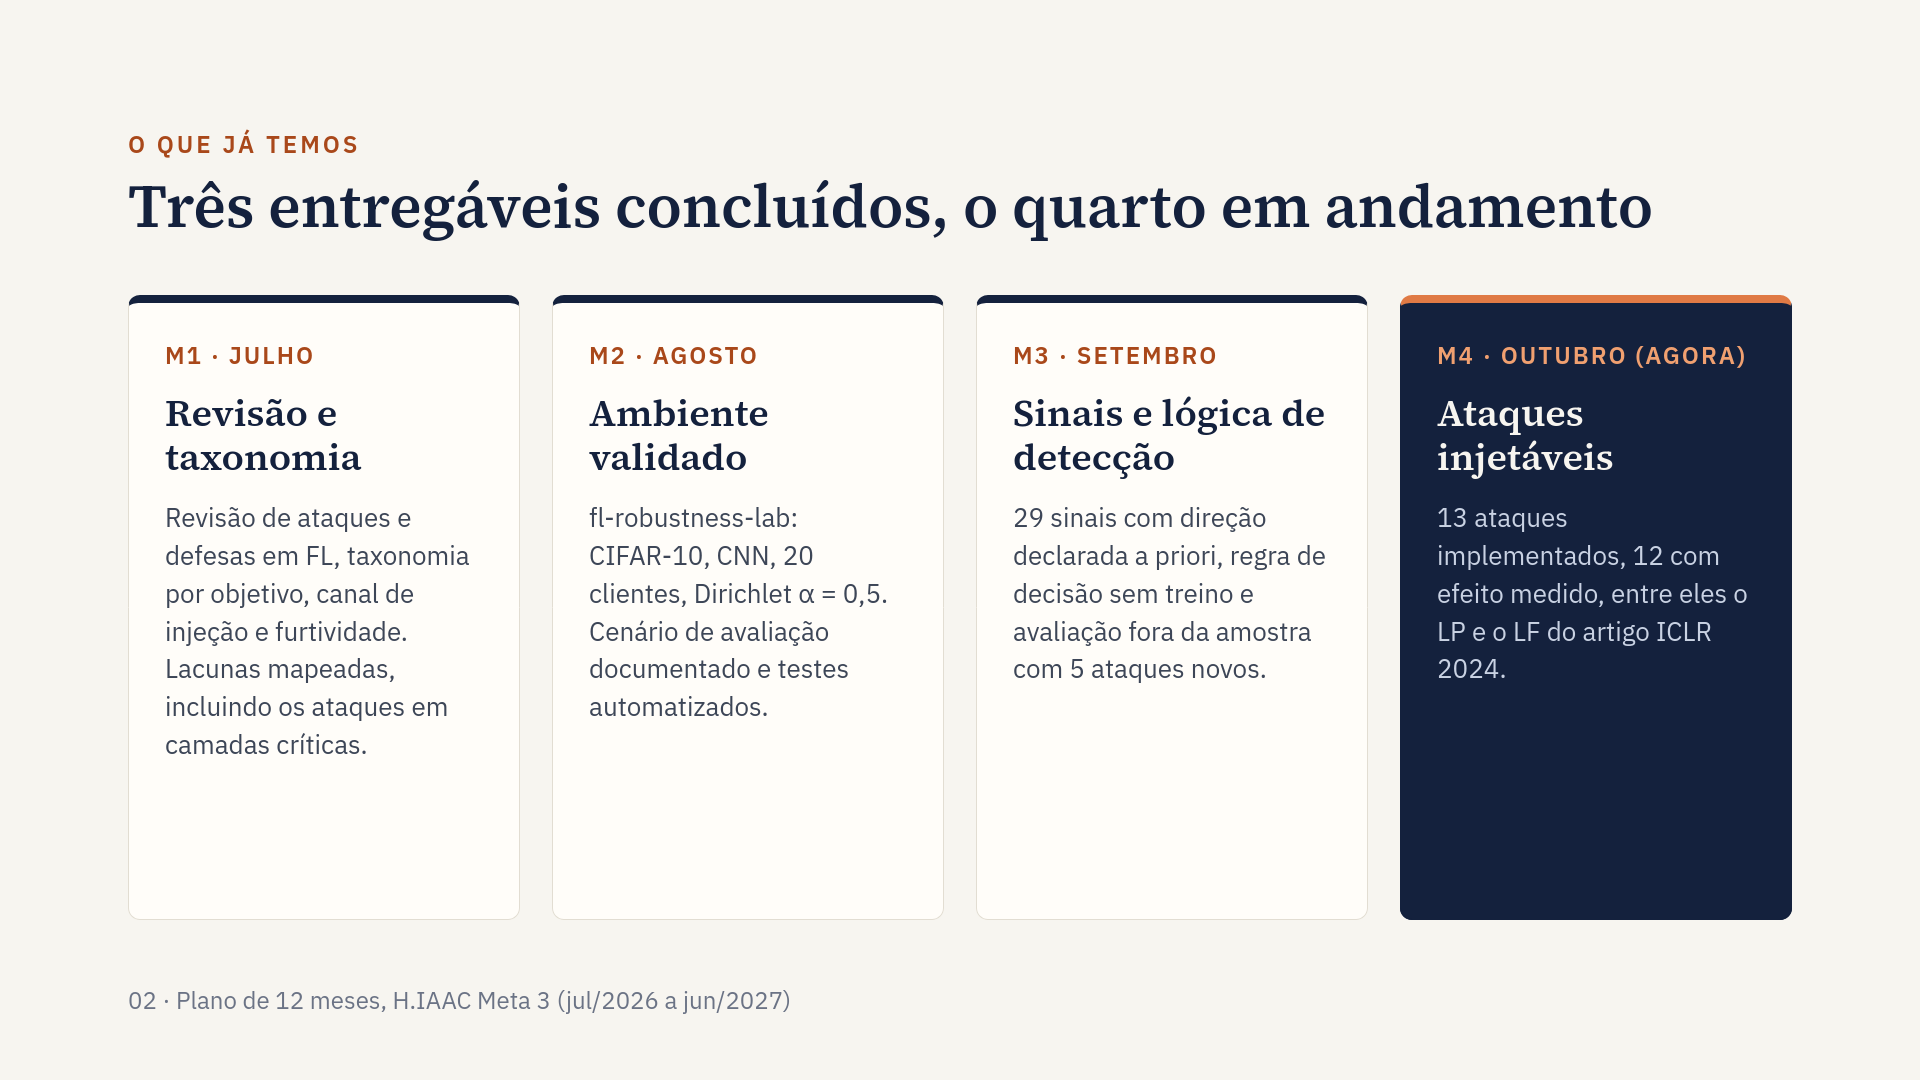 O QUE JÁ TEMOS
Três entregáveis concluídos, o quarto em andamento
M1 · JULHO
Revisão e
taxonomia
Revisão de ataques e
defesas em FL, taxonomia
por objetivo, canal de
injeção e furtividade.
Lacunas mapeadas,
incluindo os ataques em
camadas críticas.
M2 · AGOSTO
Ambiente
validado
fl-robustness-lab:
CIFAR-10, CNN, 20
clientes, Dirichlet α = 0,5.
Cenário de avaliação
documentado e testes
automatizados.
M3 · SETEMBRO
Sinais e lógica de
detecção
29 sinais com direção
declarada a priori, regra de
decisão sem treino e
avaliação fora da amostra
com 5 ataques novos.
M4 · OUTUBRO (AGORA)
Ataques
injetáveis
13 ataques
implementados, 12 com
efeito medido, entre eles o
LP e o LF do artigo ICLR
2024.
02 · Plano de 12 meses, H.IAAC Meta 3 (jul/2026 a jun/2027)